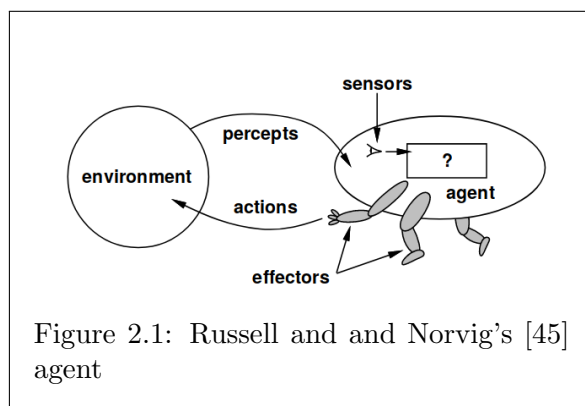 sensors
percepts
environment
?
agent
actions
effectors
Figure 2.1: Russell and and Norvig's [45]
agent